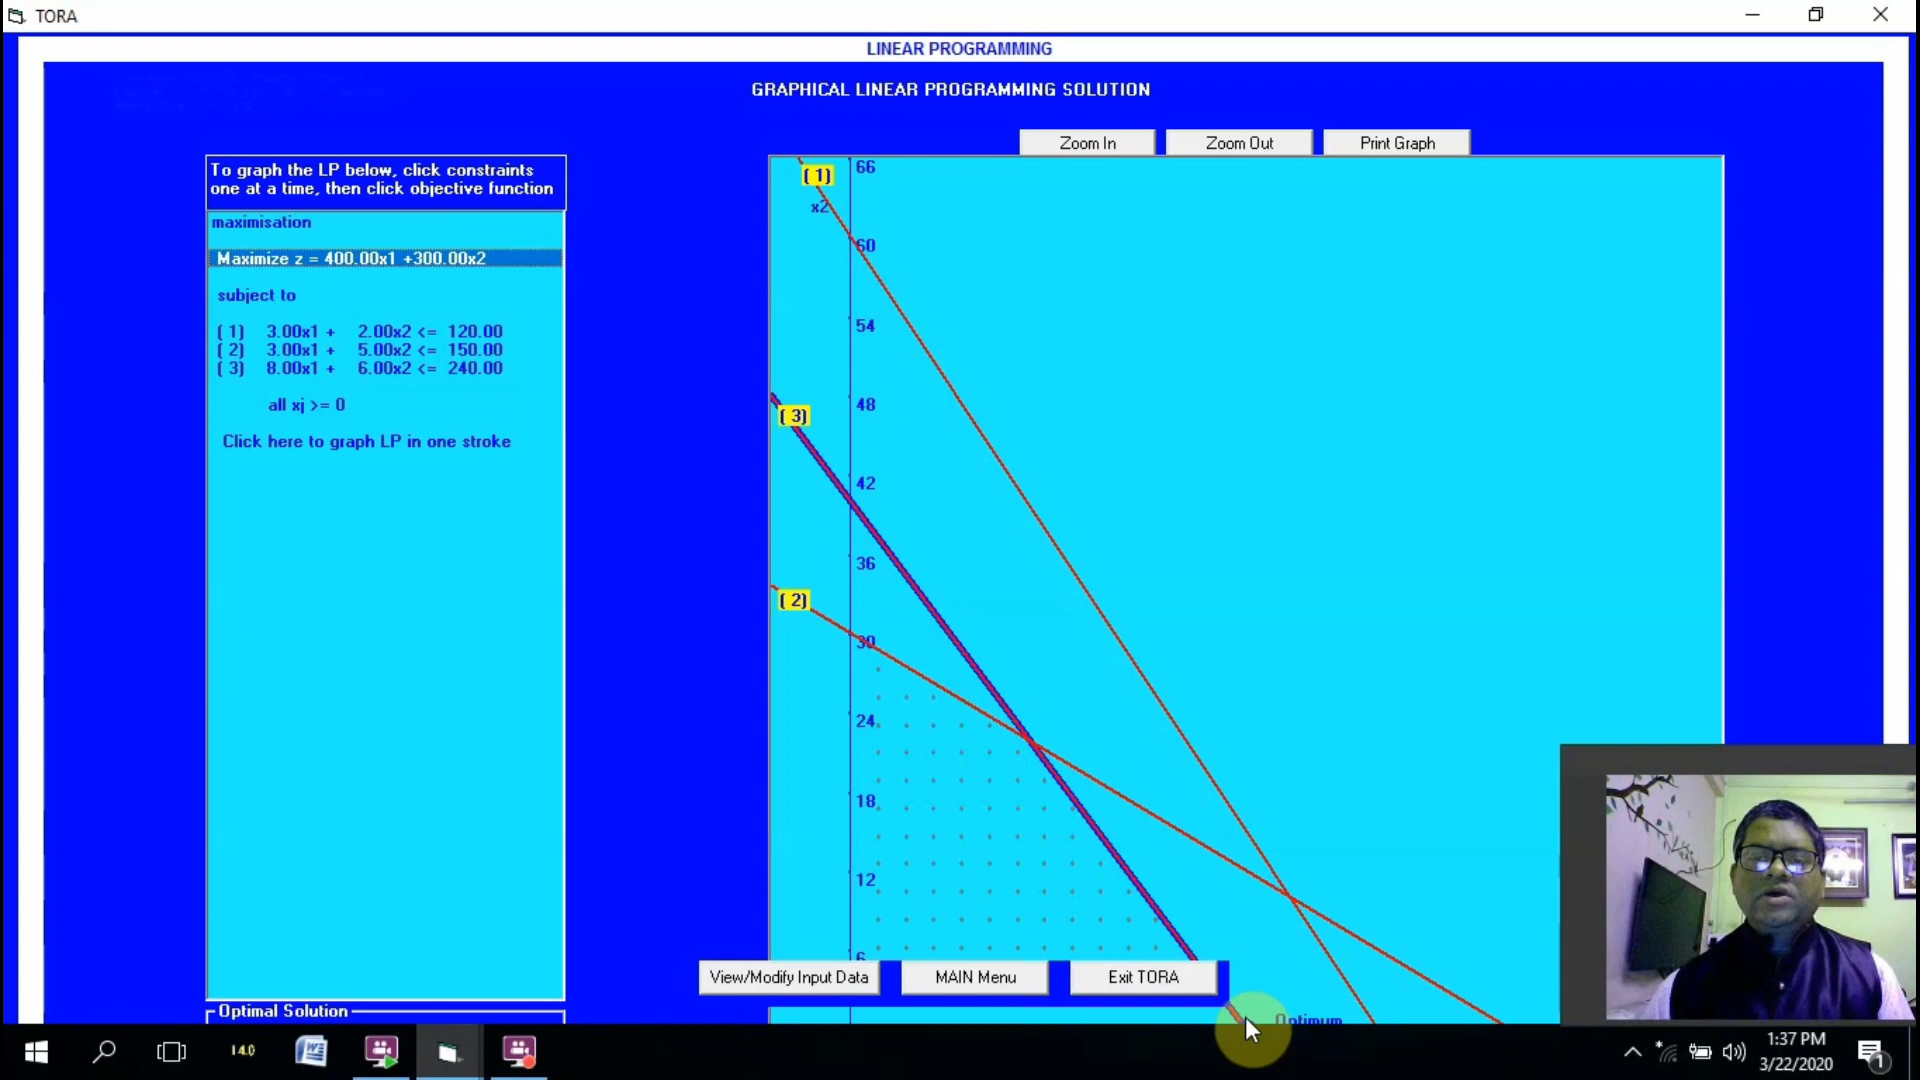 TORA
LINEAR PROGRAMMING
GRAPHICAL LINEAR PROGRAMMING SOLUTION
Zoom In
Zoom Out
Print Graph
To graph the LP below, click constraints
one at a time, then click objective function
maximisation
Maximize z = 400.00x1 +300.00x2
subject to
( 1) 3.00x1 + 2.00x2 <= 120.00
( 2) 3.00x1 + 5.00x2 <= 150.00
( 3) 8.00x1 + 6.00x2 <= 240.00
all xj >= 0
Click here to graph LP in one stroke
( 1)
66
x2
60
54
48
( 3)
42
36
( 2)
30
24
18
12
6
View/Modify Input Data
MAIN Menu
Exit TORA
Optimal Solution
Optimum
14.0
1:37 PM
3/22/2020
1